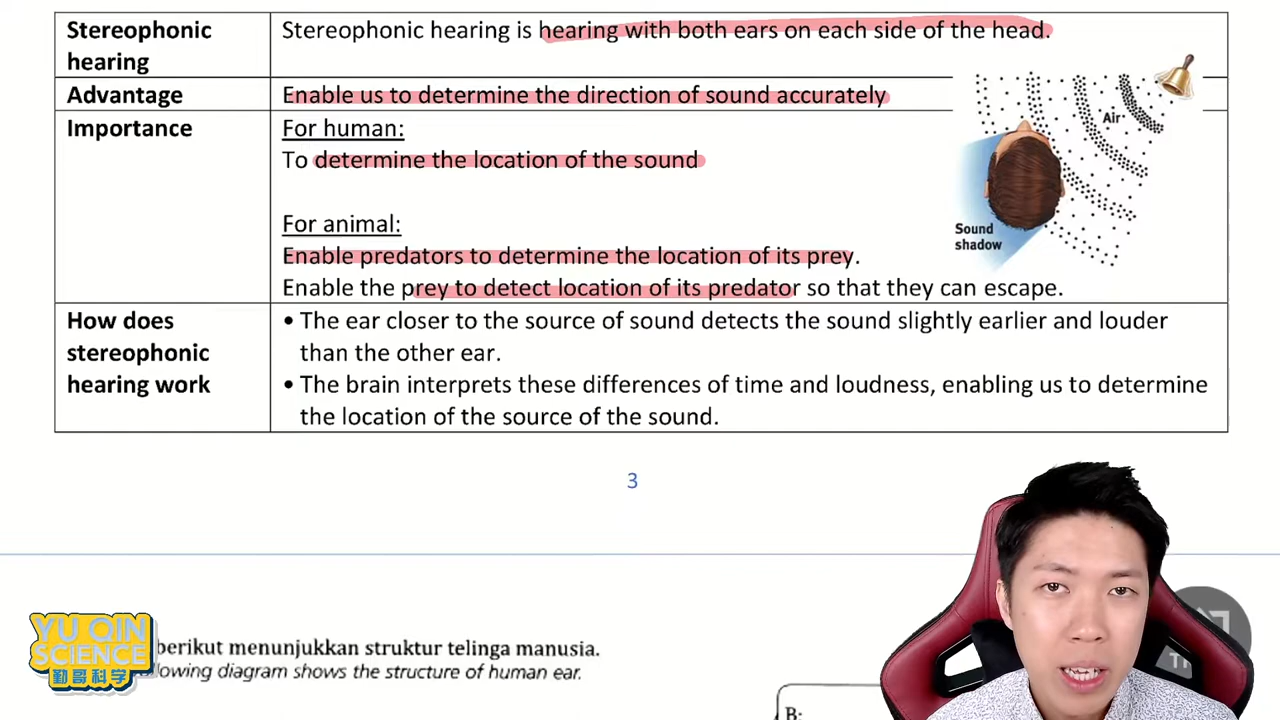 Stereophonic hearing
Stereophonic hearing is hearing with both ears on each side of the head.
Advantage
Enable us to determine the direction of sound accurately
Importance
For human:
To determine the location of the sound
For animal:
Enable predators to determine the location of its prey.
Enable the prey to detect location of its predator so that they can escape.
Air
Sound
shadow
How does
stereophonic
hearing work
• The ear closer to the source of sound detects the sound slightly earlier and louder
than the other ear.
• The brain interprets these differences of time and loudness, enabling us to determine
the location of the source of the sound.
3
berikut menunjukkan struktur telinga manusia.
lowing diagram shows the structure of human ear.
YU QIN
SCIENCE
勤哥科学
B: